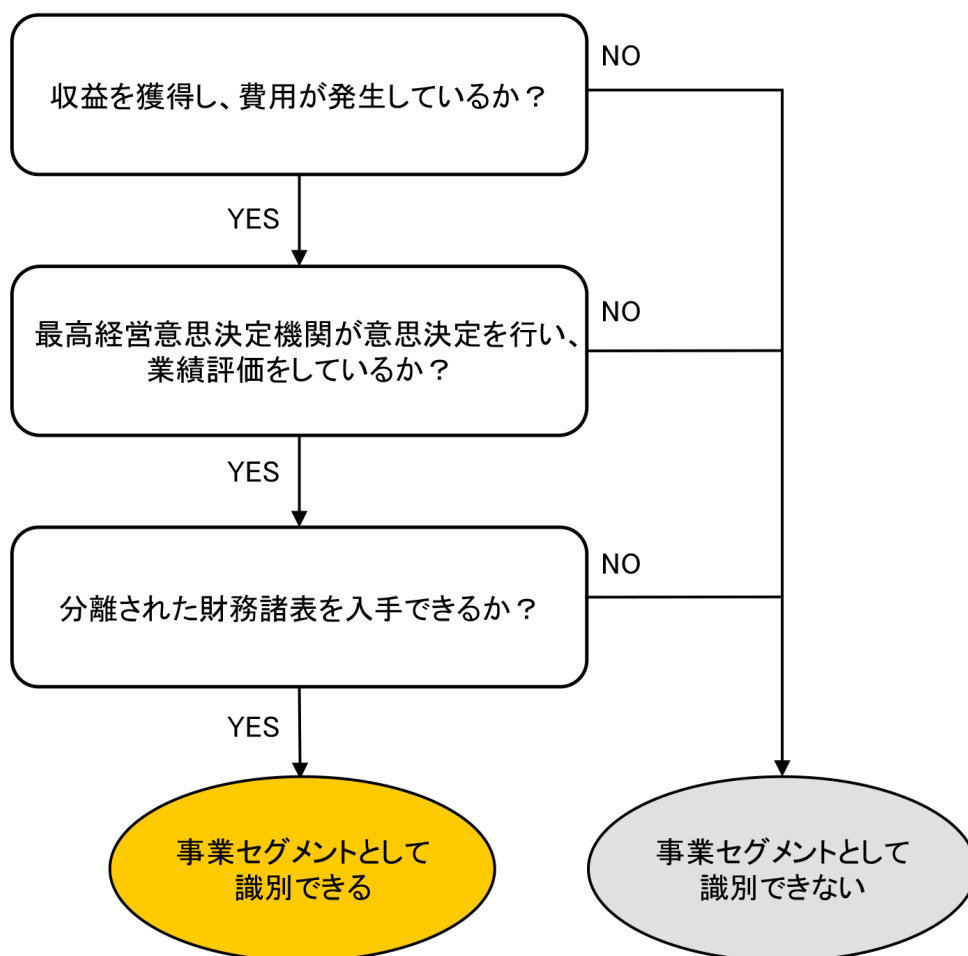 収益を獲得し、費用が発生しているか？
NO
YES
最高経営意思決定機関が意思決定を行い、
業績評価をしているか？
NO
YES
分離された財務諸表を入手できるか？
NO
YES
事業セグメントとして
識別できる
事業セグメントとして
識別できない